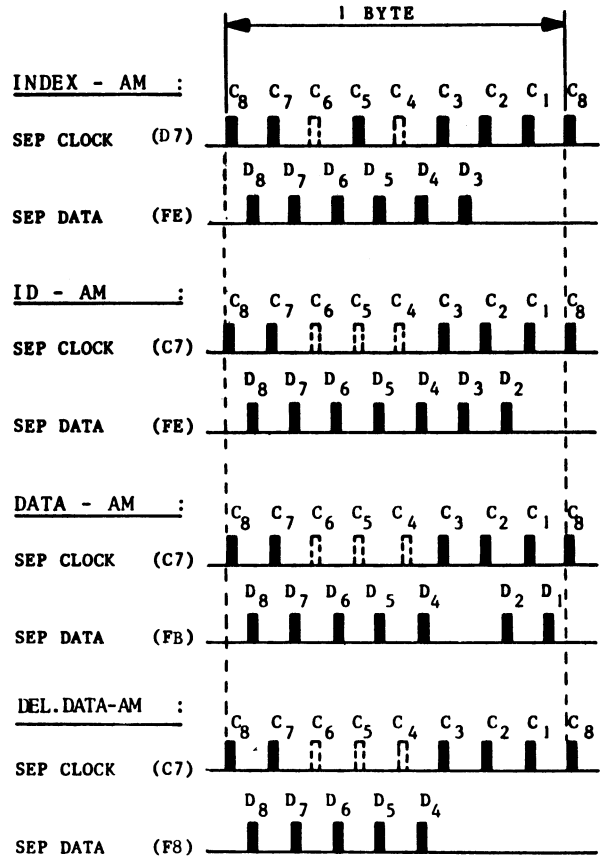 1 BYTE
INDEX - AM :
C8 C7 C6 C5 C4 C3 C2 C1 C8
SEP CLOCK (D7)
D8 D7 D6 D5 D4 D3
SEP DATA (FE)
ID - AM :
C8 C7 C6 C5 C4 C3 C2 C1 C8
SEP CLOCK (C7)
D8 D7 D6 D5 D4 D3 D2
SEP DATA (FE)
DATA - AM :
C8 C7 C6 C5 C4 C3 C2 C1 C8
SEP CLOCK (C7)
D8 D7 D6 D5 D4 D2 D1
SEP DATA (FB)
DEL.DATA-AM :
C8 C7 C6 C5 C4 C3 C2 C1 C8
SEP CLOCK (C7)
D8 D7 D6 D5 D4
SEP DATA (F8)